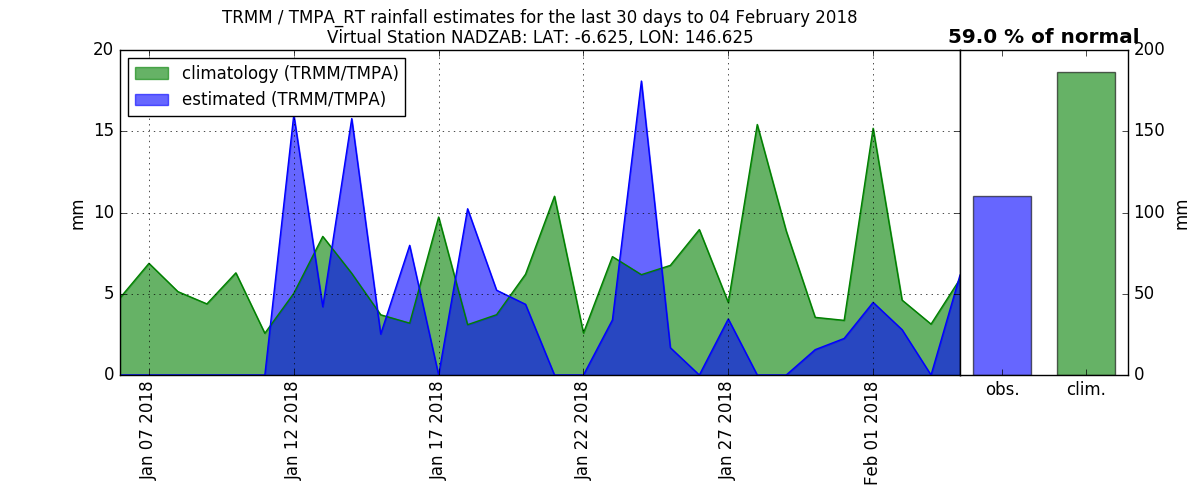 TRMM / TMPA_RT rainfall estimates for the last 30 days to 04 February 2018
Virtual Station NADZAB: LAT: -6.625, LON: 146.625
59.0 % of normal
climatology (TRMM/TMPA)
estimated (TRMM/TMPA)
mm
20
15
10
5
0
Jan 07 2018
Jan 12 2018
Jan 17 2018
Jan 22 2018
Jan 27 2018
Feb 01 2018
obs.
clim.
200
150
100
50
0
mm